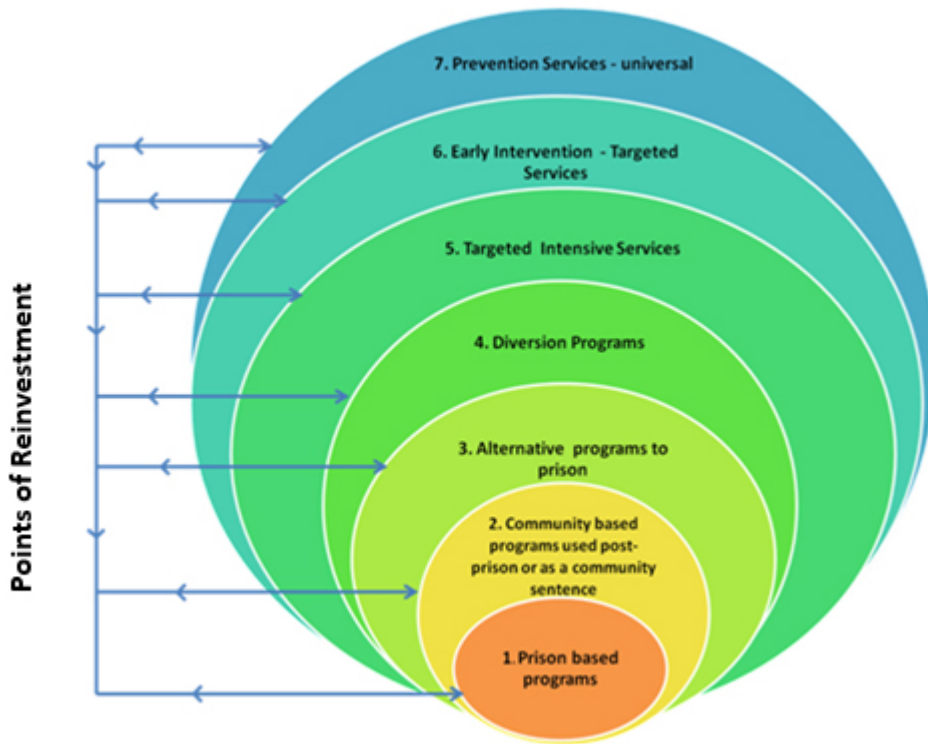 Points of Reinvestment
7. Prevention Services - universal
6. Early Intervention - Targeted
Services
5. Targeted Intensive Services
4. Diversion Programs
3. Alternative programs to
prison
2. Community based
programs used post-
prison or as a community
sentence
1. Prison based
programs